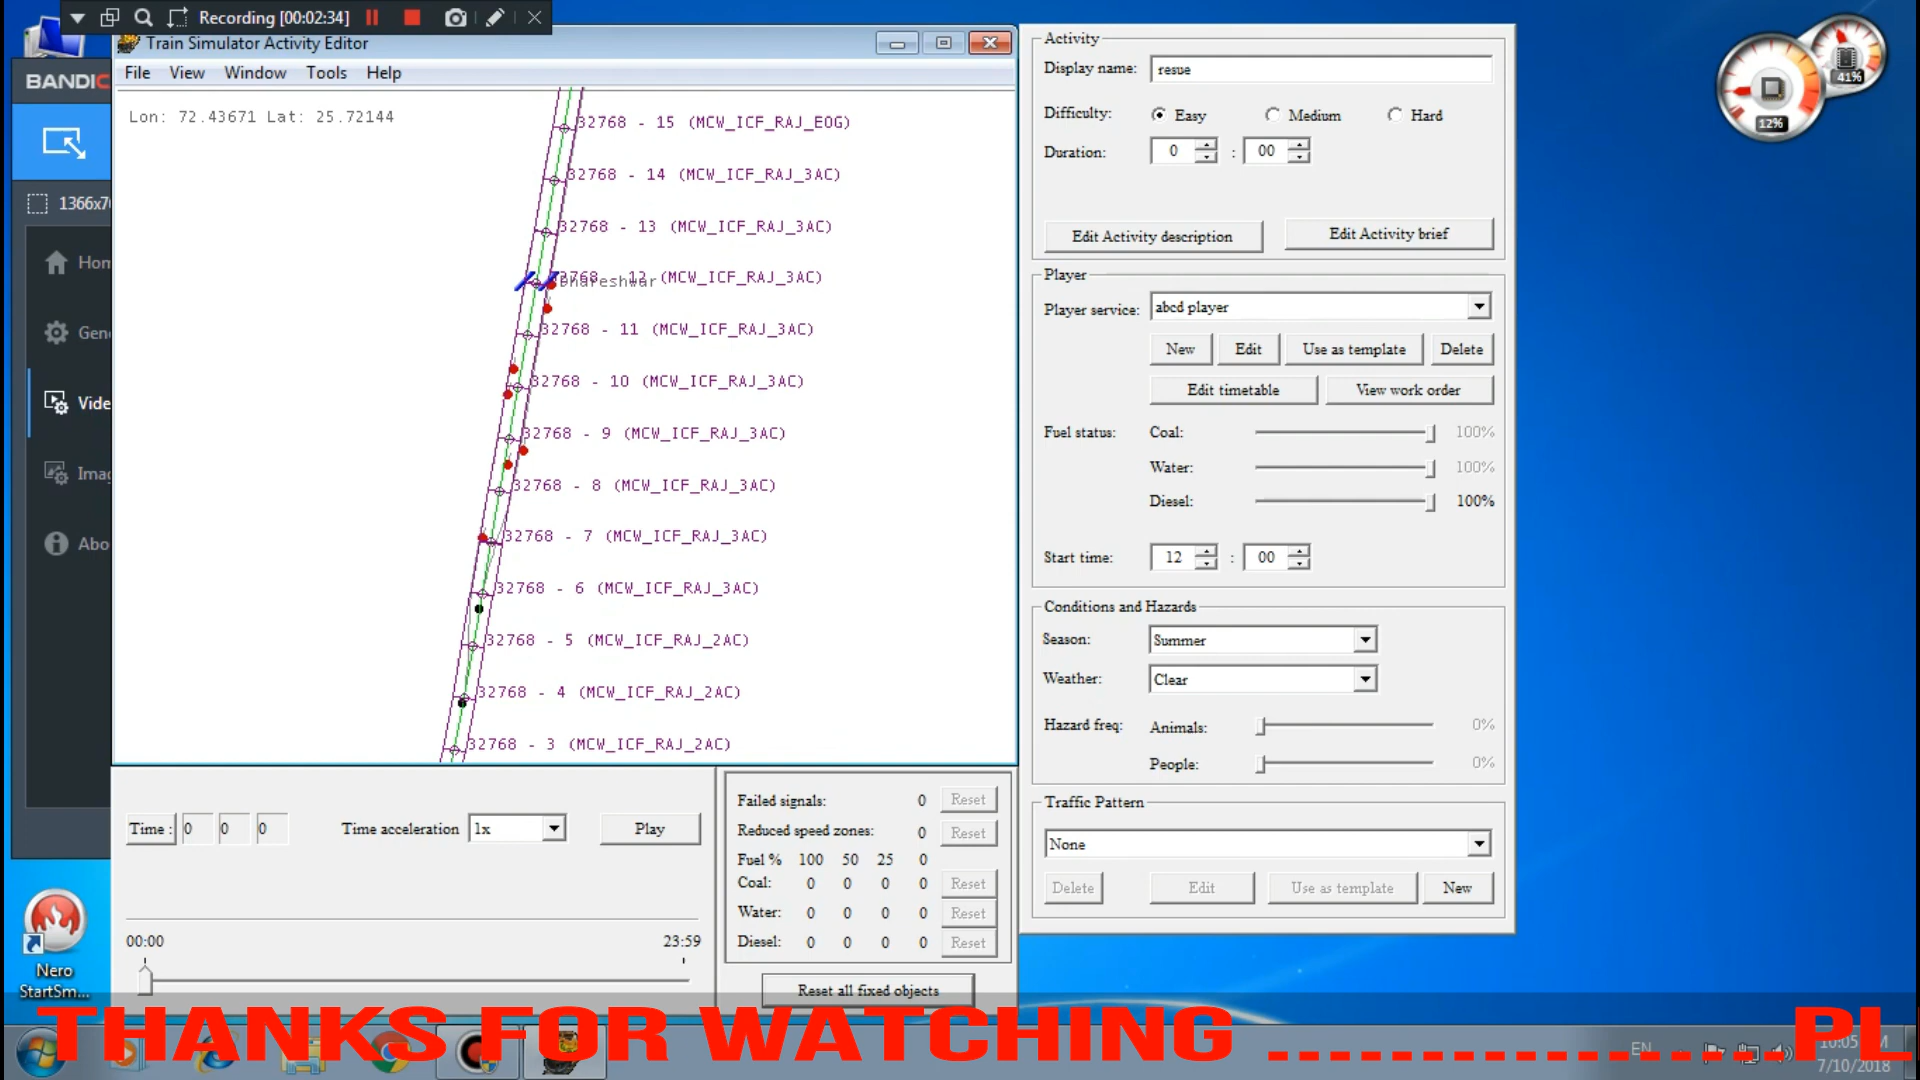 Recording [00:02:34]
Train Simulator Activity Editor
BANDIC
File View Window Tools Help
Lon: 72.43671 Lat: 25.72144
1366x7
Hom
Gene
Vide
Imag
Abo
32768 - 15 (MCW_ICF_RAJ_EOG)
32768 - 14 (MCW_ICF_RAJ_3AC)
32768 - 13 (MCW_ICF_RAJ_3AC)
32768 - 12 (MCW_ICF_RAJ_3AC)
Dhareshwar
32768 - 11 (MCW_ICF_RAJ_3AC)
32768 - 10 (MCW_ICF_RAJ_3AC)
32768 - 9 (MCW_ICF_RAJ_3AC)
32768 - 8 (MCW_ICF_RAJ_3AC)
32768 - 7 (MCW_ICF_RAJ_3AC)
32768 - 6 (MCW_ICF_RAJ_3AC)
32768 - 5 (MCW_ICF_RAJ_2AC)
32768 - 4 (MCW_ICF_RAJ_2AC)
32768 - 3 (MCW_ICF_RAJ_2AC)
Time : 0 0 0 Time acceleration 1x Play
00:00 23:59
Failed signals: 0 Reset
Reduced speed zones: 0 Reset
Fuel % 100 50 25 0
Coal: 0 0 0 0 Reset
Water: 0 0 0 0 Reset
Diesel: 0 0 0 0 Reset
Reset all fixed objects
Activity
Display name: resue
Difficulty: Easy Medium Hard
Duration: 0 : 00
Edit Activity description Edit Activity brief
Player
Player service: abcd player
New Edit Use as template Delete
Edit timetable View work order
Fuel status: Coal: 100%
Water: 100%
Diesel: 100%
Start time: 12 : 00
Conditions and Hazards
Season: Summer
Weather: Clear
Hazard freq: Animals: 0%
People: 0%
Traffic Pattern
None
Delete Edit Use as template New
41%
12%
Nero
StartSm...
THANKS FOR WATCHING ..................PL
EN
7/10/2018